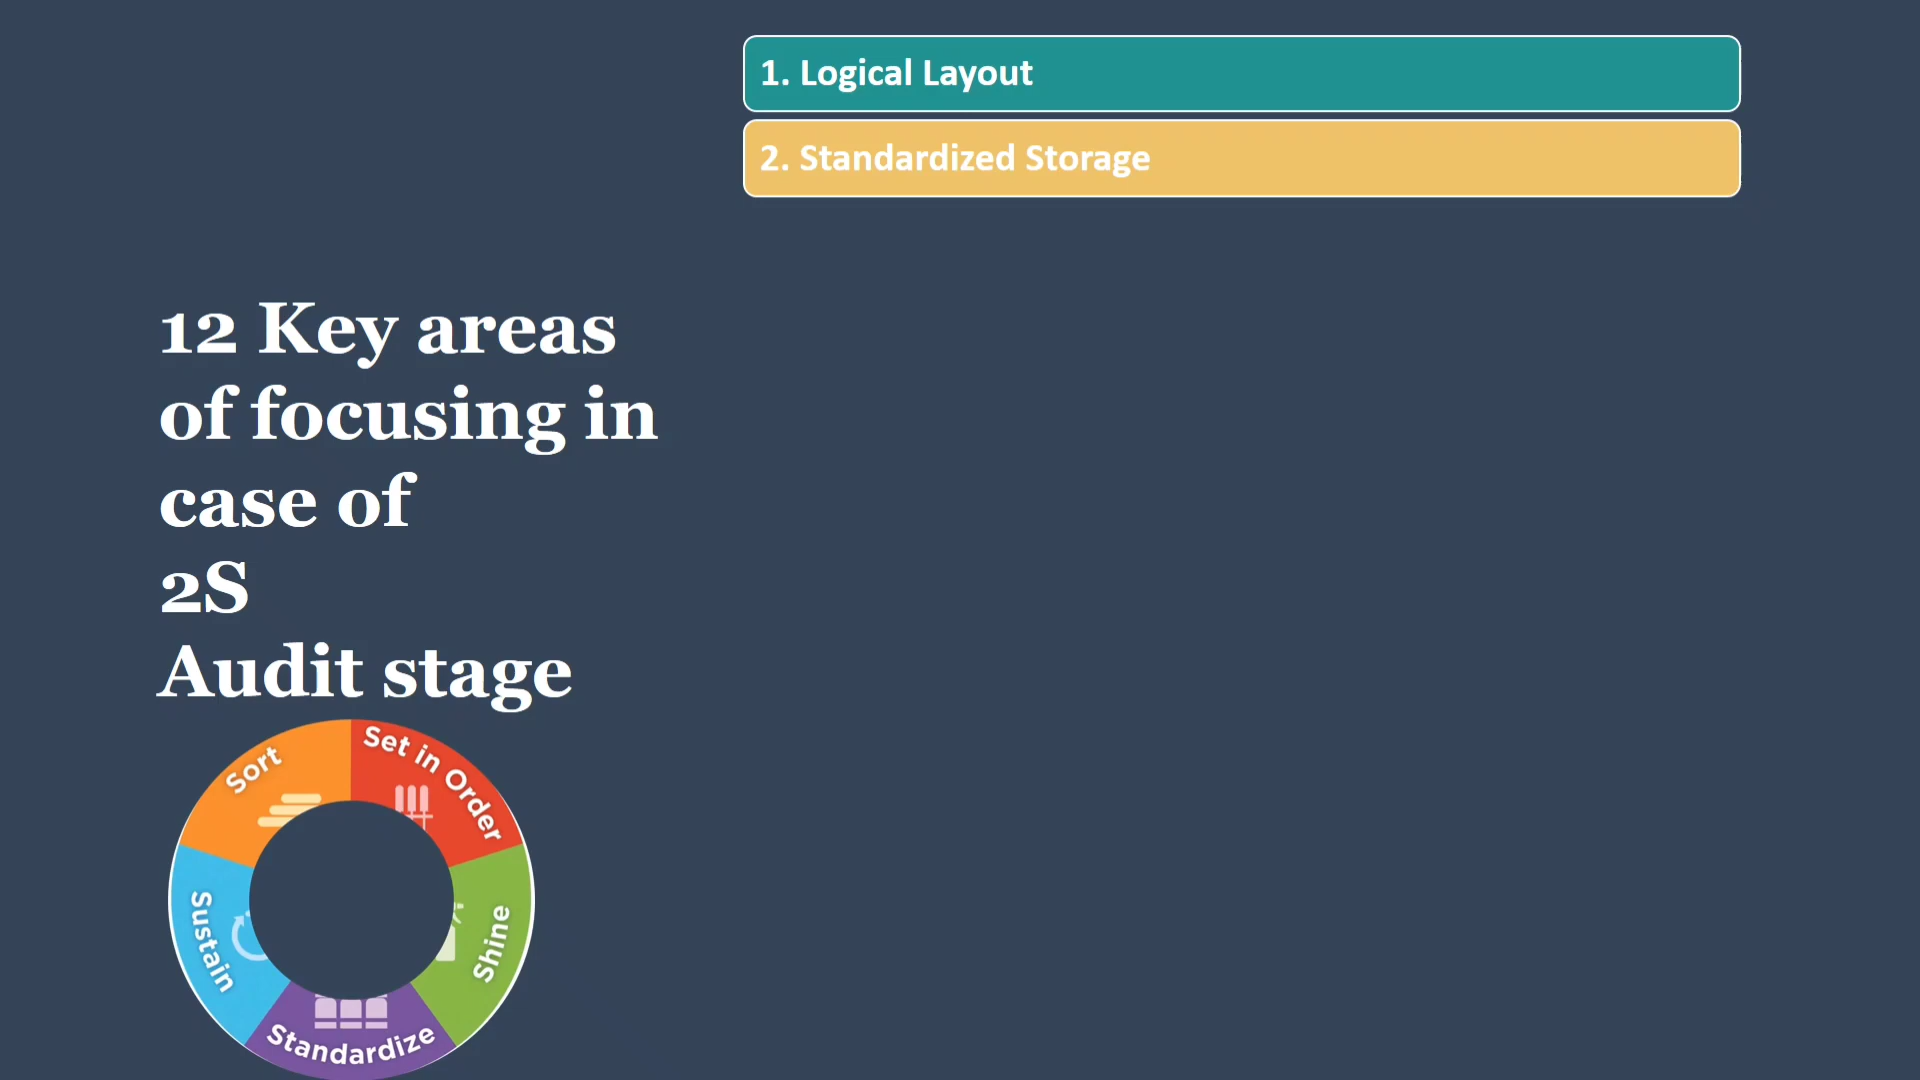 1. Logical Layout
2. Standardized Storage
12 Key areas
of focusing in
case of
2S
Audit stage
Sort
Set in Order
Shine
Standardize
Sustain